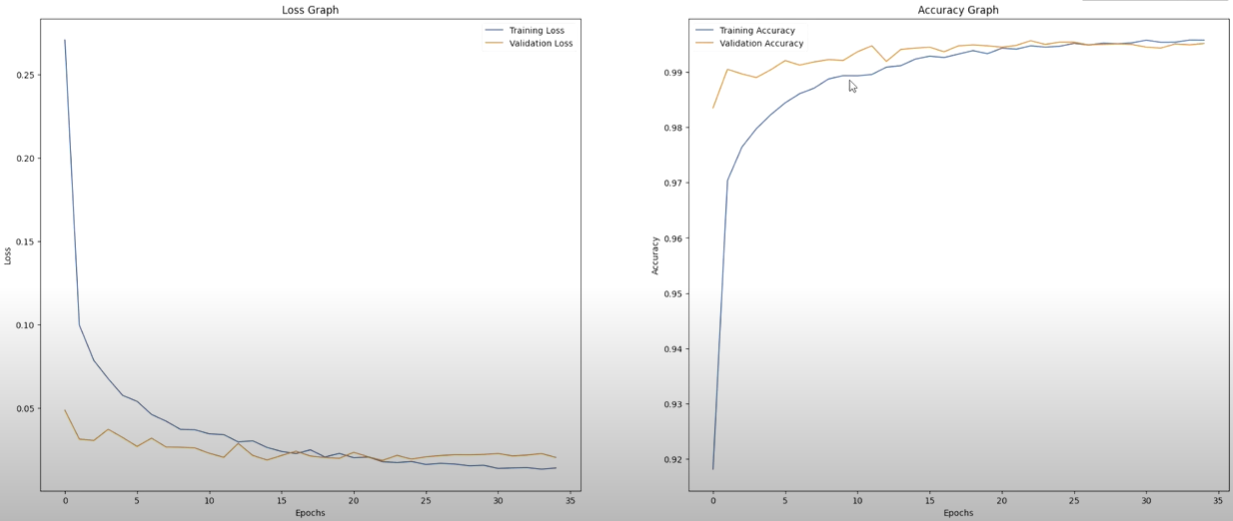 Loss Graph
Training Loss
Validation Loss
0.25
0.20
0.15
0.10
0.05
Loss
0 5 10 15 20 25 30 35
Epochs
Accuracy Graph
Training Accuracy
Validation Accuracy
0.99
0.98
0.97
0.96
0.95
0.94
0.93
0.92
Accuracy
0 5 10 15 20 25 30 35
Epochs